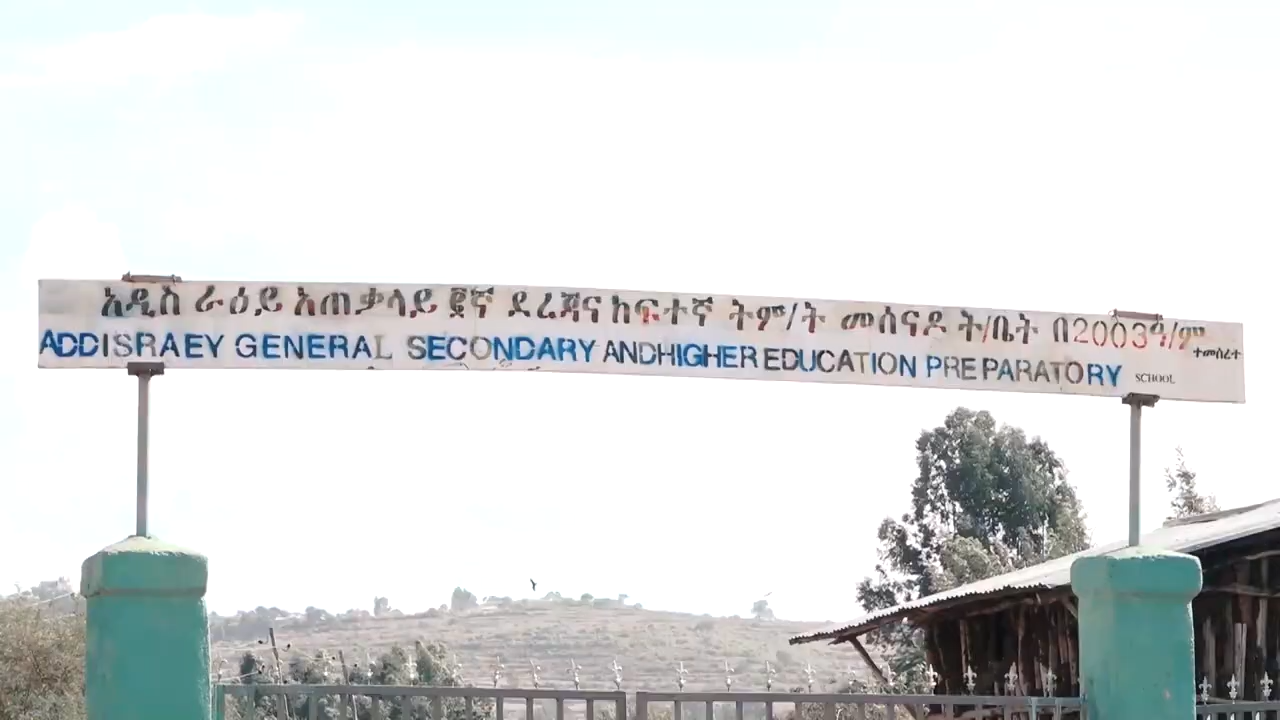 አዲስ ራዕይ አጠቃላይ ፪ኛ ደረጃና ከፍተኛ ትም/ት መሰናዶ ት/ቤት በ2003ዓ/ም
ተመሰረተ
ADDISRAEY GENERAL SECONDARY ANDHIGHER EDUCATION PREPARATORY SCHOOL